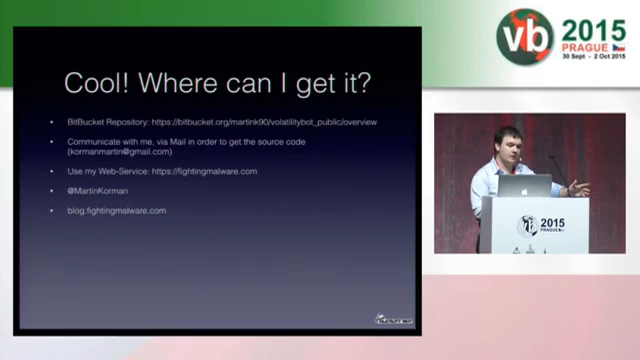 Cool! Where can I get it?
• BitBucket Repository: https://bitbucket.org/martink90/volatilitybot_public/overview
• Communicate with me, via Mail in order to get the source code
(kormanmartin@gmail.com)
• Use my Web-Service: https://fightingmalware.com
• @MartinKorman
• blog.fightingmalware.com
vb
2015
PRAGUE
30 Sept - 2 Oct 2015
vb
2015
PRAGUE